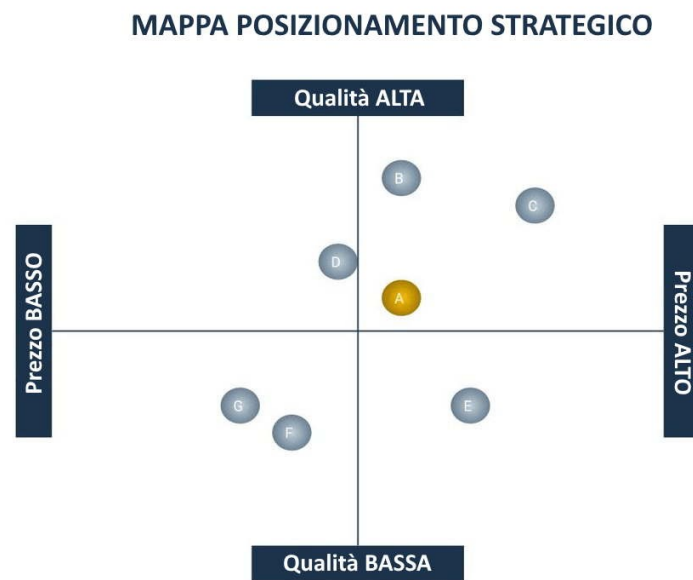 MAPPA POSIZIONAMENTO STRATEGICO
Qualità ALTA
B
C
Prezzo BASSO
D
A
Prezzo ALTO
G
E
F
Qualità BASSA